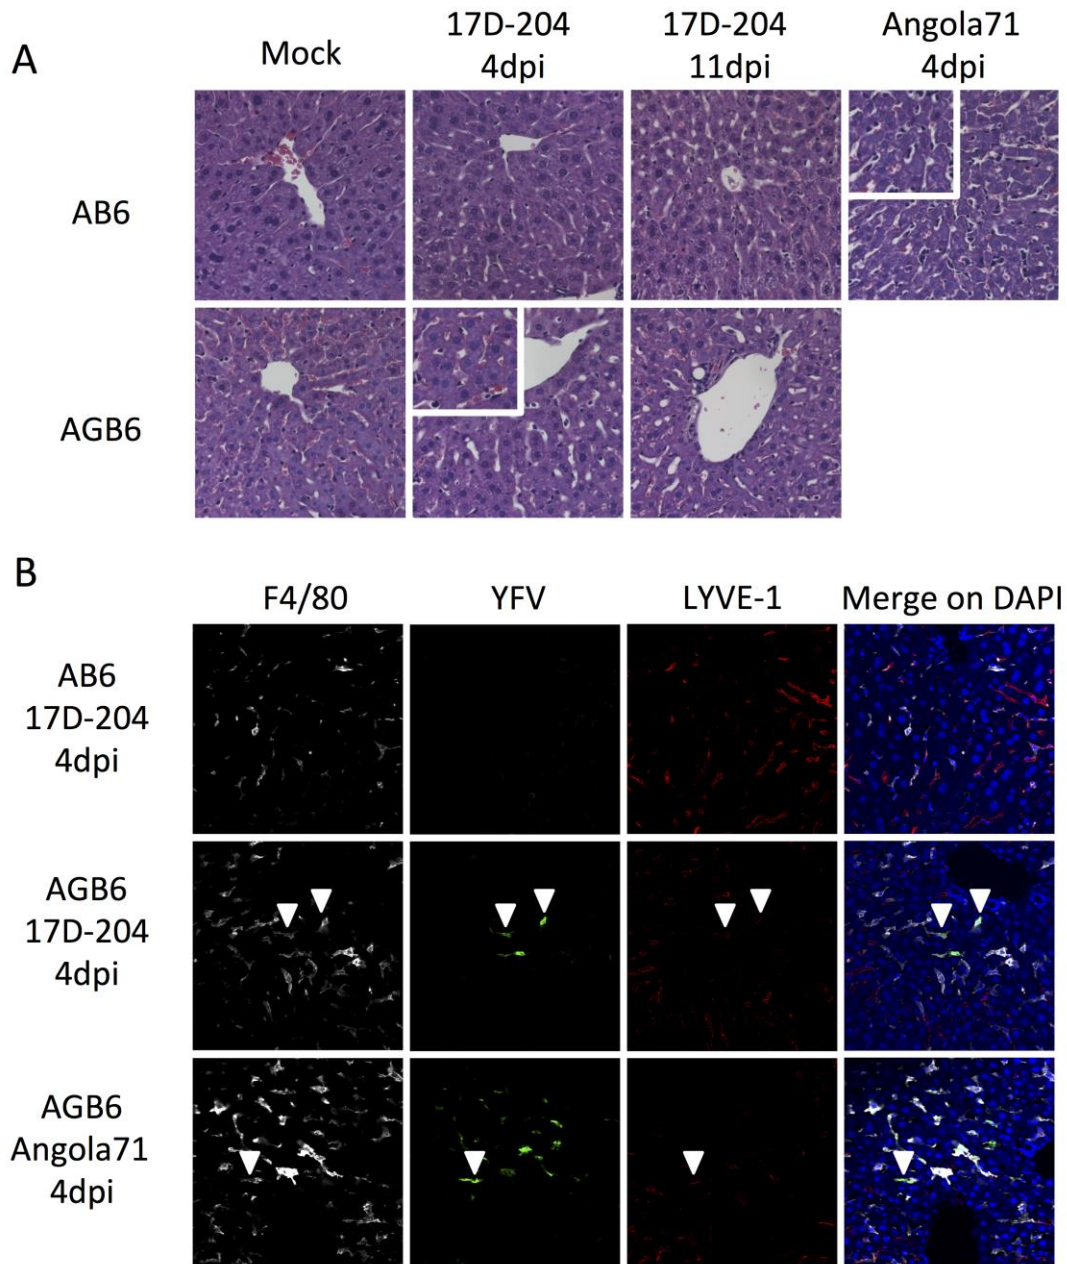 A
Mock
17D-204
4dpi
17D-204
11dpi
Angola71
4dpi
AB6
AGB6
B
F4/80
YFV
LYVE-1
Merge on DAPI
AB6
17D-204
4dpi
AGB6
17D-204
4dpi
AGB6
Angola71
4dpi